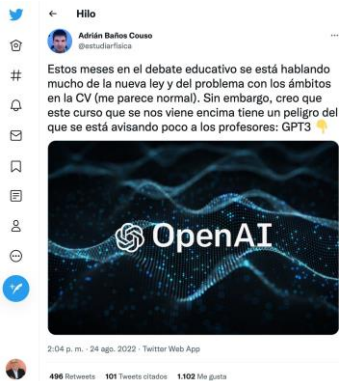 Hilo
Adrián Baños Couso
@estudiarfisica
Estos meses en el debate educativo se está hablando
mucho de la nueva ley y del problema con los ámbitos
en la CV (me parece normal). Sin embargo, creo que
este curso que se nos viene encima tiene un peligro del
que se está avisando poco a los profesores: GPT3 👇
OpenAI
2:04 p. m. · 24 ago. 2022 · Twitter Web App
496 Retweets 101 Tweets citados 1.102 Me gusta